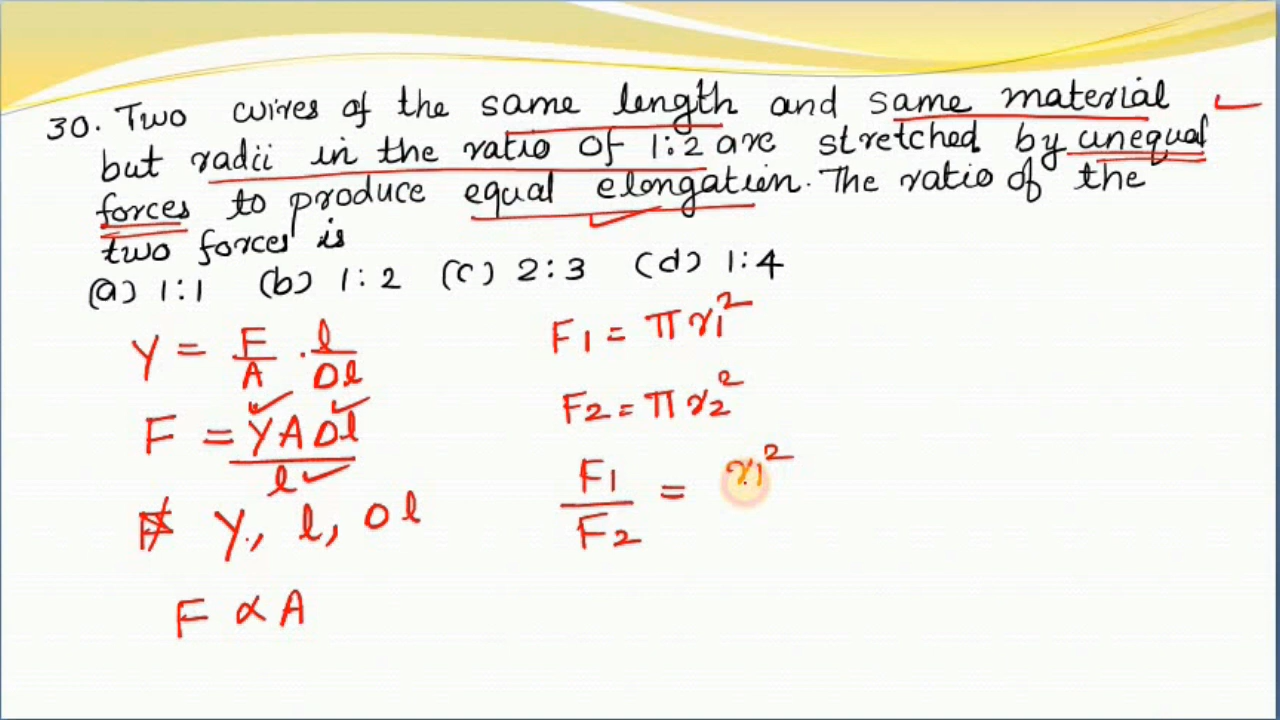 30. Two wires of the same length and same material
but radii in the ratio of 1:2 are stretched by unequal
forces to produce equal elongation. The ratio of the
two forces is
(a) 1:1 (b) 1:2 (c) 2:3 (d) 1:4
Y = F/A . l/Δl
F = YAΔl/l
Y, l, Δl
F ∝ A
F1 = πr1²
F2 = πr2²
F1/F2 = r1²